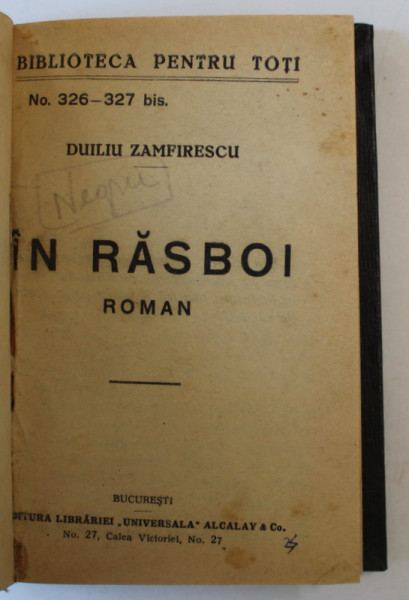 BIBLIOTECA PENTRU TOȚI
No. 326-327 bis.
DUILIU ZAMFIRESCU
Negru
ÎN RĂSBOI
ROMAN
BUCUREȘTI
DITURA LIBRĂRIEI „UNIVERSALA" ALCALAY & Co.
No. 27, Calea Victoriei, No. 27